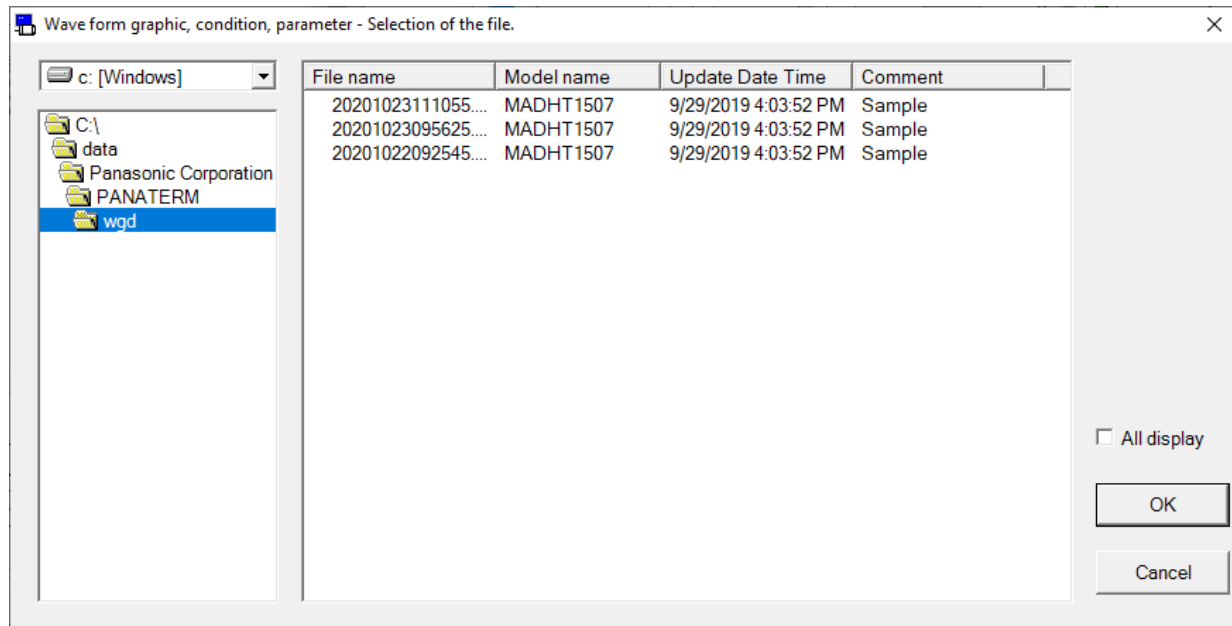 Wave form graphic, condition, parameter - Selection of the file.
c: [Windows]
C:\
data
Panasonic Corporation
PANATERM
wgd
File name Model name Update Date Time Comment
20201023111055.... MADHT1507 9/29/2019 4:03:52 PM Sample
20201023095625.... MADHT1507 9/29/2019 4:03:52 PM Sample
20201022092545.... MADHT1507 9/29/2019 4:03:52 PM Sample
All display
OK
Cancel